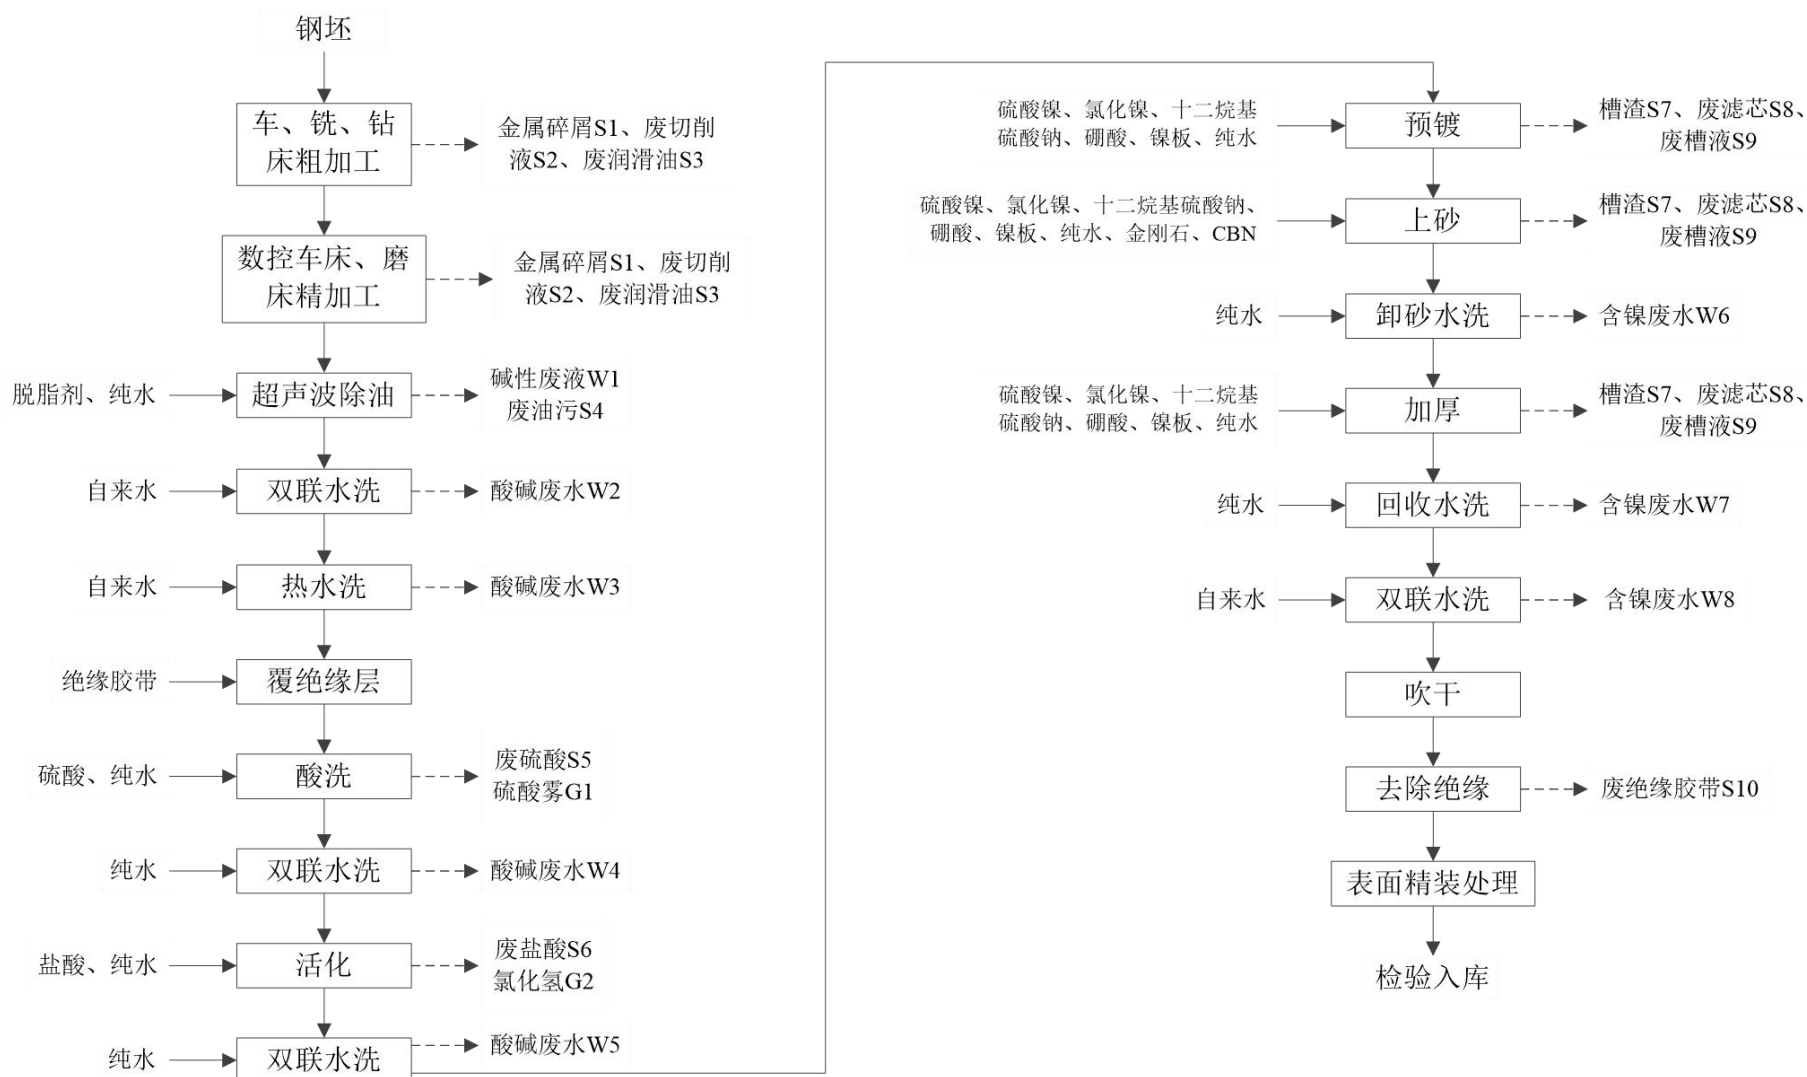 钢坯
车、铣、钻
床粗加工
金属碎屑S1、废切削
液S2、废润滑油S3
数控车床、磨
床精加工
金属碎屑S1、废切削
液S2、废润滑油S3
脱脂剂、纯水
超声波除油
碱性废液W1
废油污S4
自来水
双联水洗
酸碱废水W2
自来水
热水洗
酸碱废水W3
绝缘胶带
覆绝缘层
硫酸、纯水
酸洗
废硫酸S5
硫酸雾G1
纯水
双联水洗
酸碱废水W4
盐酸、纯水
活化
废盐酸S6
氯化氢G2
纯水
双联水洗
酸碱废水W5
硫酸镍、氯化镍、十二烷基
硫酸钠、硼酸、镍板、纯水
预镀
槽渣S7、废滤芯S8、
废槽液S9
硫酸镍、氯化镍、十二烷基硫酸钠、
硼酸、镍板、纯水、金刚石、CBN
上砂
槽渣S7、废滤芯S8、
废槽液S9
纯水
卸砂水洗
含镍废水W6
硫酸镍、氯化镍、十二烷基
硫酸钠、硼酸、镍板、纯水
加厚
槽渣S7、废滤芯S8、
废槽液S9
纯水
回收水洗
含镍废水W7
自来水
双联水洗
含镍废水W8
吹干
去除绝缘
废绝缘胶带S10
表面精装处理
检验入库